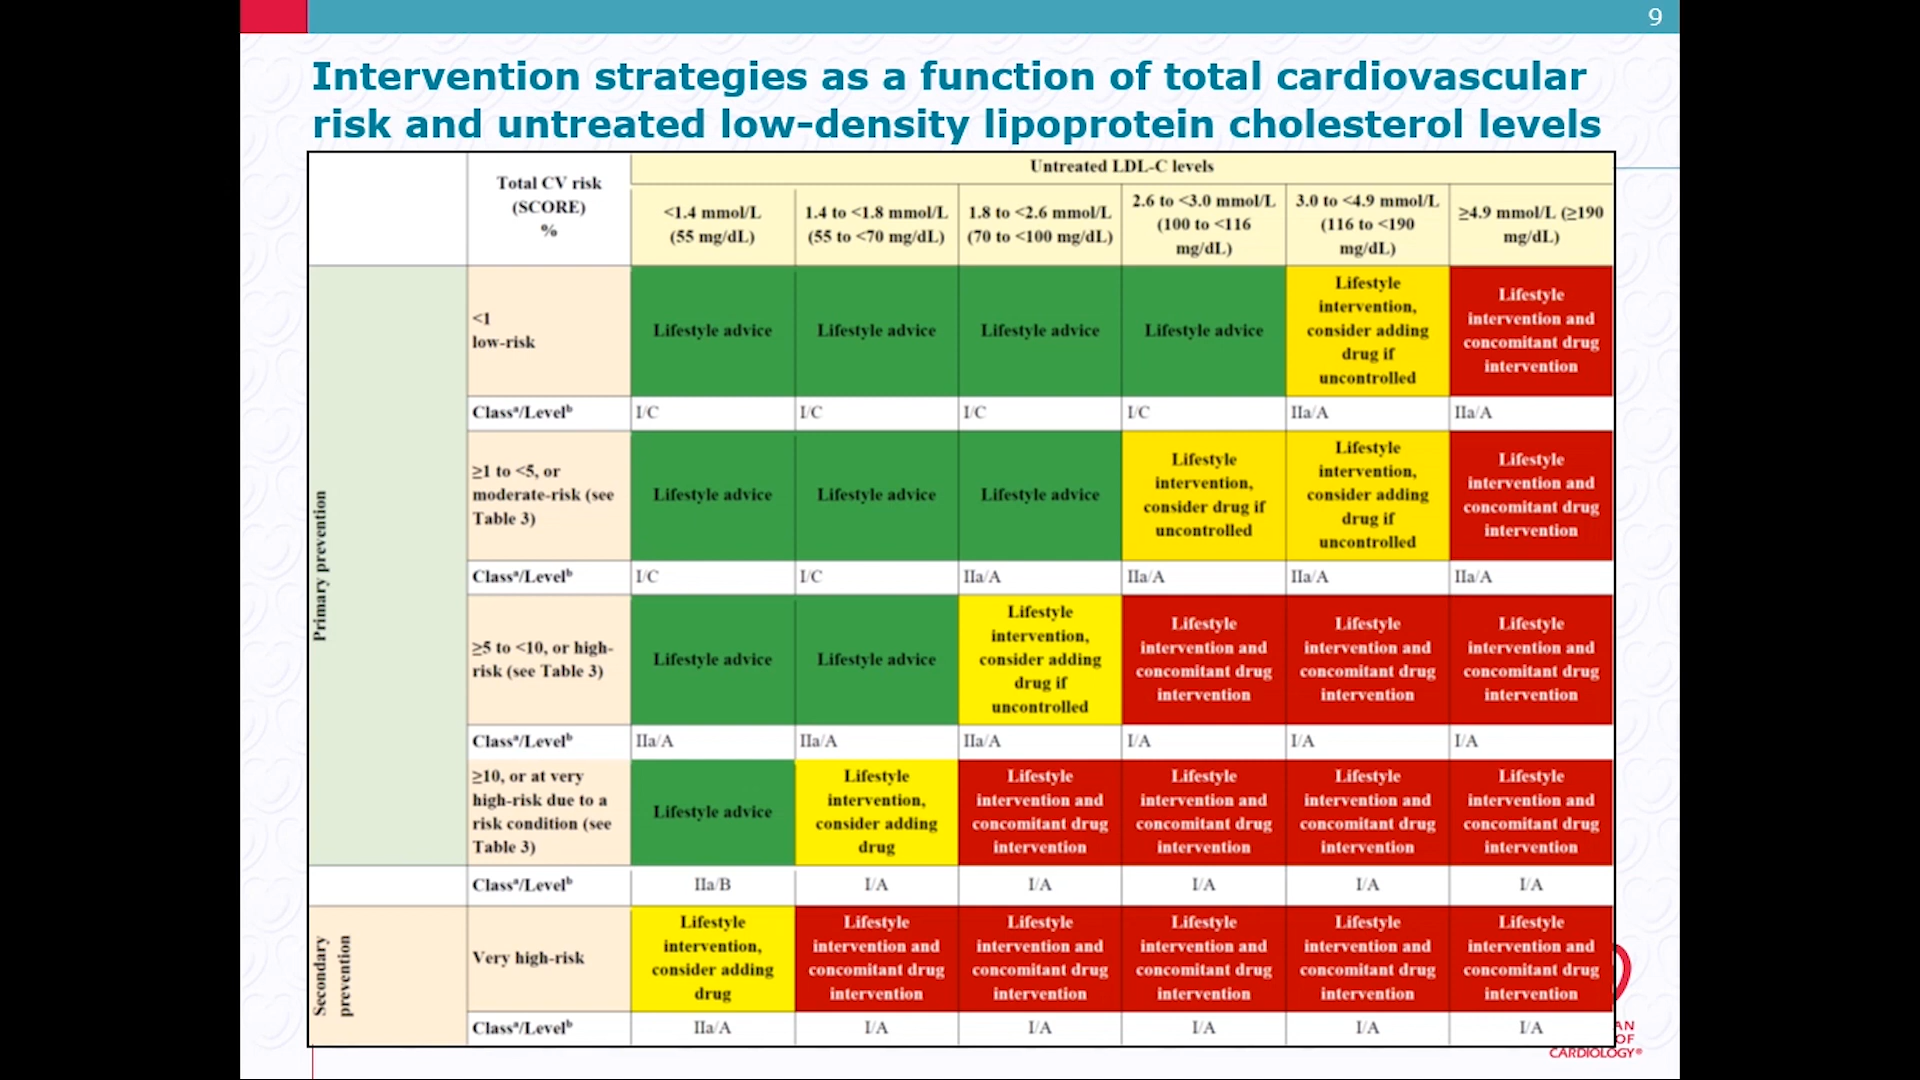 9
Intervention strategies as a function of total cardiovascular
risk and untreated low-density lipoprotein cholesterol levels
Total CV risk
(SCORE)
%
Untreated LDL-C levels
<1.4 mmol/L
(55 mg/dL)
1.4 to <1.8 mmol/L
(55 to <70 mg/dL)
1.8 to <2.6 mmol/L
(70 to <100 mg/dL)
2.6 to <3.0 mmol/L
(100 to <116
mg/dL)
3.0 to <4.9 mmol/L
(116 to <190
mg/dL)
≥4.9 mmol/L (≥190
mg/dL)
Primary prevention
<1
low-risk
Lifestyle advice
Lifestyle advice
Lifestyle advice
Lifestyle advice
Lifestyle
intervention,
consider adding
drug if
uncontrolled
Lifestyle
intervention and
concomitant drug
intervention
Classᵃ/Levelᵇ
I/C
I/C
I/C
I/C
IIa/A
IIa/A
≥1 to <5, or
moderate-risk (see
Table 3)
Lifestyle advice
Lifestyle advice
Lifestyle advice
Lifestyle
intervention,
consider drug if
uncontrolled
Lifestyle
intervention,
consider adding
drug if
uncontrolled
Lifestyle
intervention and
concomitant drug
intervention
Classᵃ/Levelᵇ
I/C
I/C
IIa/A
IIa/A
IIa/A
IIa/A
≥5 to <10, or high-
risk (see Table 3)
Lifestyle advice
Lifestyle advice
Lifestyle
intervention,
consider adding
drug if
uncontrolled
Lifestyle
intervention and
concomitant drug
intervention
Lifestyle
intervention and
concomitant drug
intervention
Lifestyle
intervention and
concomitant drug
intervention
Classᵃ/Levelᵇ
IIa/A
IIa/A
IIa/A
I/A
I/A
I/A
≥10, or at very
high-risk due to a
risk condition (see
Table 3)
Lifestyle advice
Lifestyle
intervention,
consider adding
drug
Lifestyle
intervention and
concomitant drug
intervention
Lifestyle
intervention and
concomitant drug
intervention
Lifestyle
intervention and
concomitant drug
intervention
Lifestyle
intervention and
concomitant drug
intervention
Classᵃ/Levelᵇ
IIa/B
I/A
I/A
I/A
I/A
I/A
Secondary
prevention
Very high-risk
Lifestyle
intervention,
consider adding
drug
Lifestyle
intervention and
concomitant drug
intervention
Lifestyle
intervention and
concomitant drug
intervention
Lifestyle
intervention and
concomitant drug
intervention
Lifestyle
intervention and
concomitant drug
intervention
Lifestyle
intervention and
concomitant drug
intervention
Classᵃ/Levelᵇ
IIa/A
I/A
I/A
I/A
I/A
I/A
AN
OF
CARDIOLOGY®